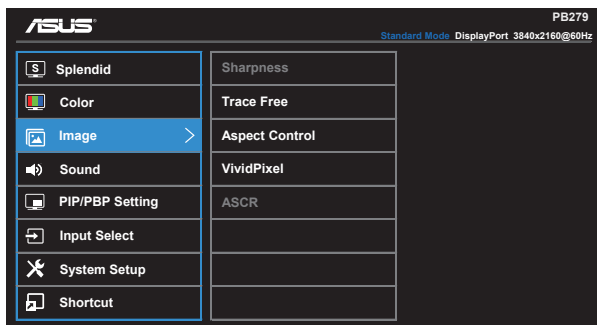 PB279
ASUS
Standard Mode DisplayPort 3840x2160@60Hz
S Splendid
Color
Image
Sound
PIP/PBP Setting
Input Select
System Setup
Shortcut
Sharpness
Trace Free
Aspect Control
VividPixel
ASCR